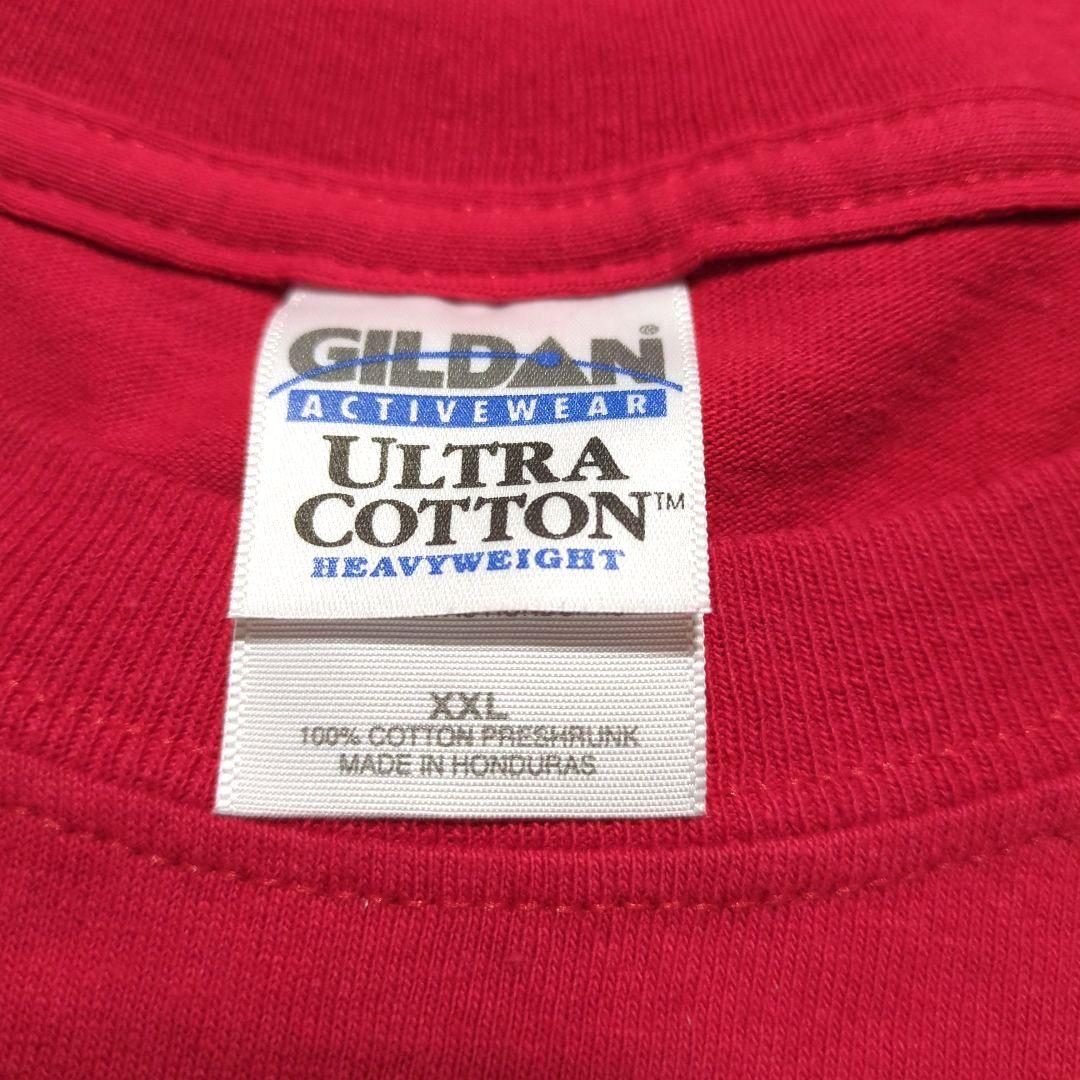 GILDAN®
ACTIVEWEAR
ULTRA
COTTON™
HEAVYWEIGHT
XXL
100% COTTON PRESHRUNK
MADE IN HONDURAS